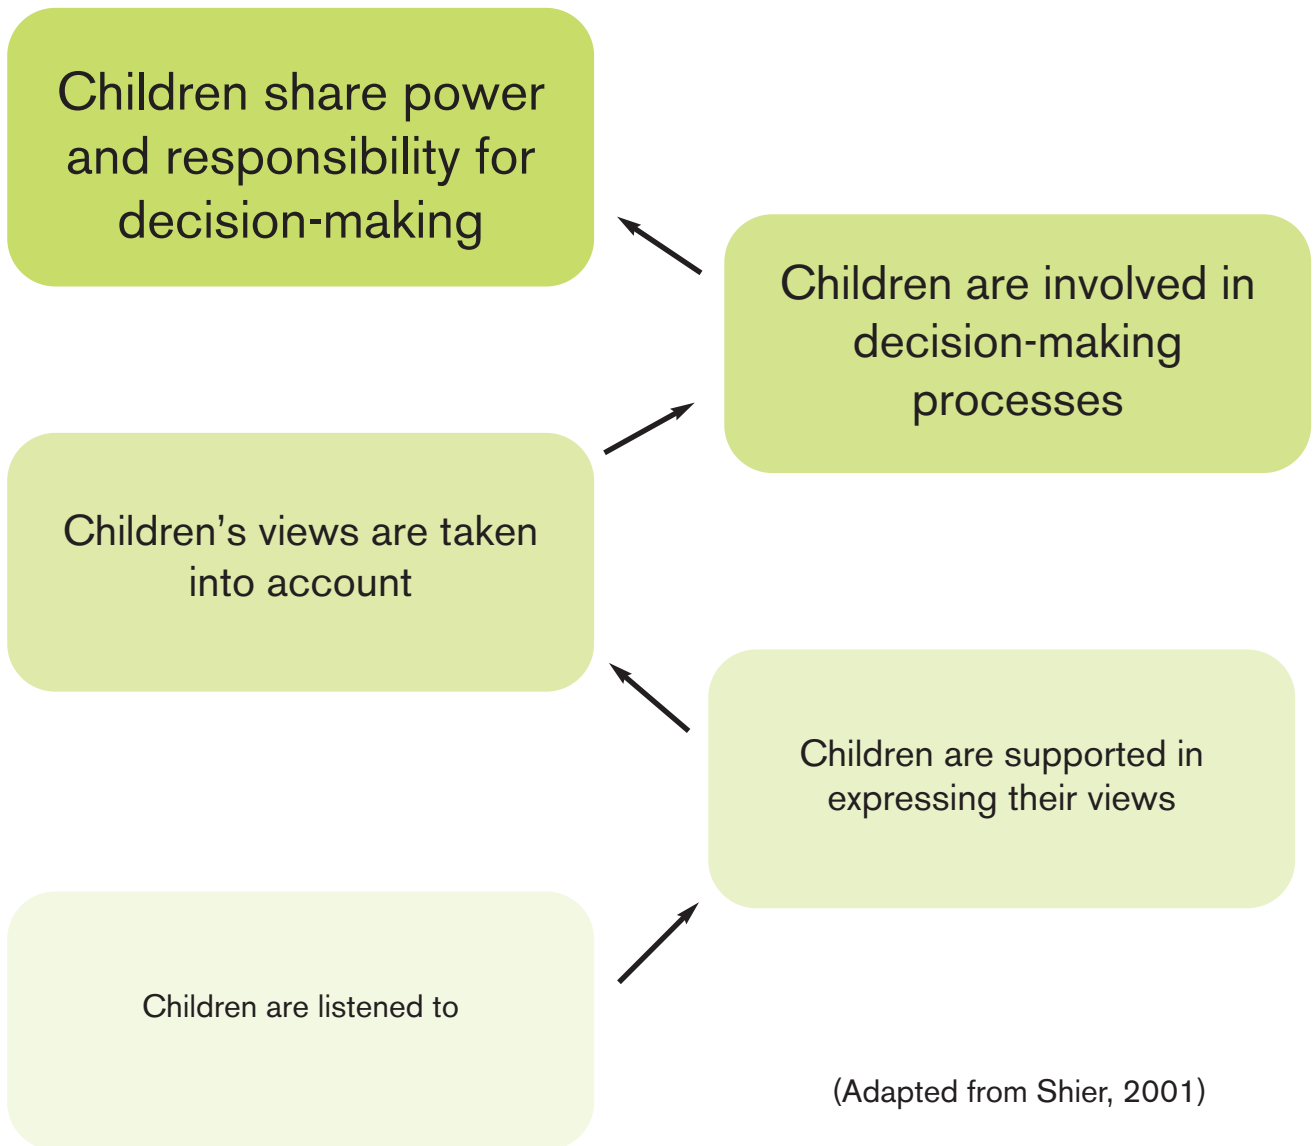 Children share power
and responsibility for
decision-making
Children are involved in
decision-making
processes
Children’s views are taken
into account
Children are supported in
expressing their views
Children are listened to
(Adapted from Shier, 2001)